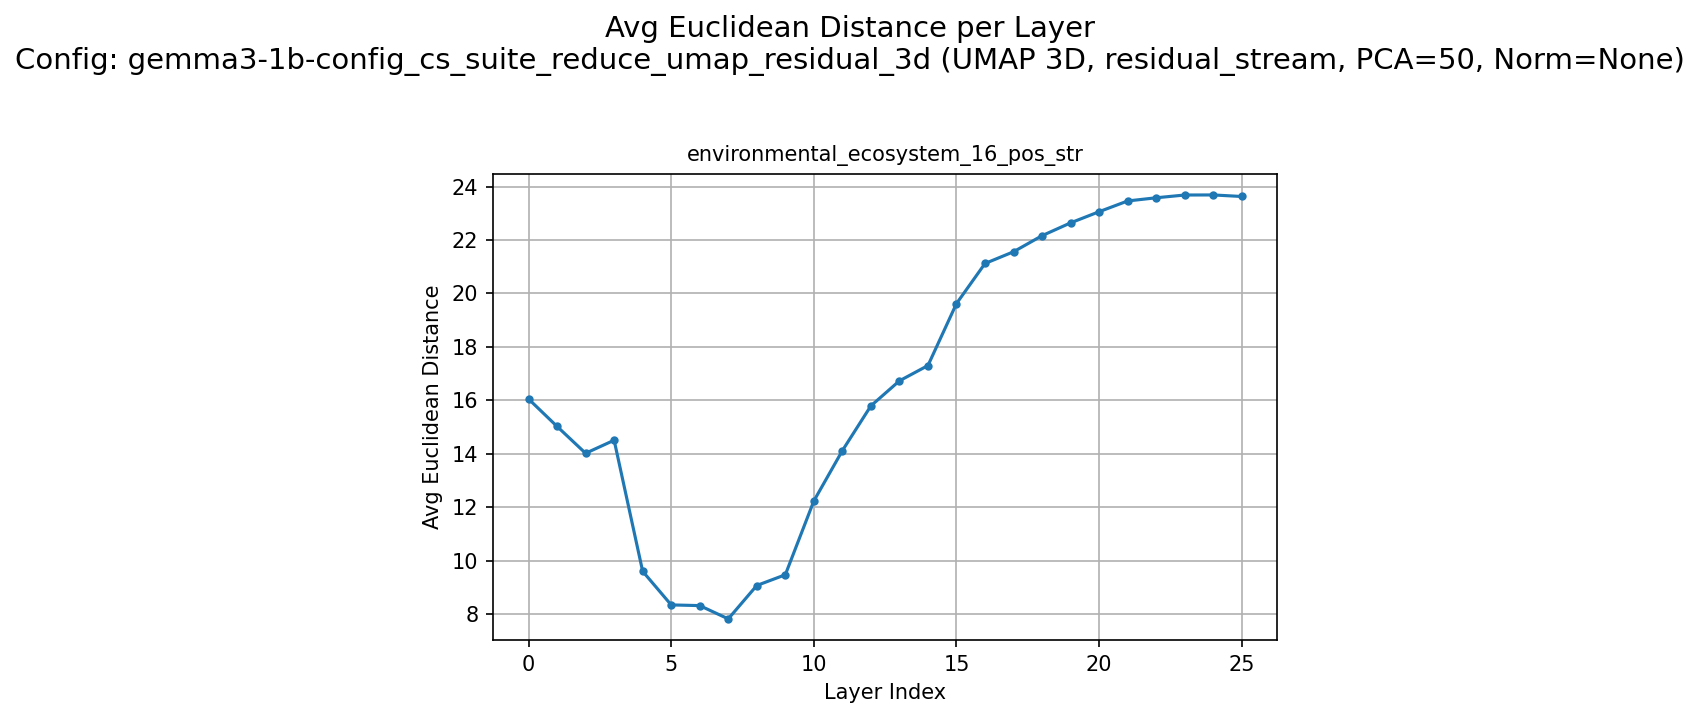 Avg Euclidean Distance per Layer
Config: gemma3-1b-config_cs_suite_reduce_umap_residual_3d (UMAP 3D, residual_stream, PCA=50, Norm=None)
environmental_ecosystem_16_pos_str
Avg Euclidean Distance
24
22
20
18
16
14
12
10
8
0 5 10 15 20 25
Layer Index